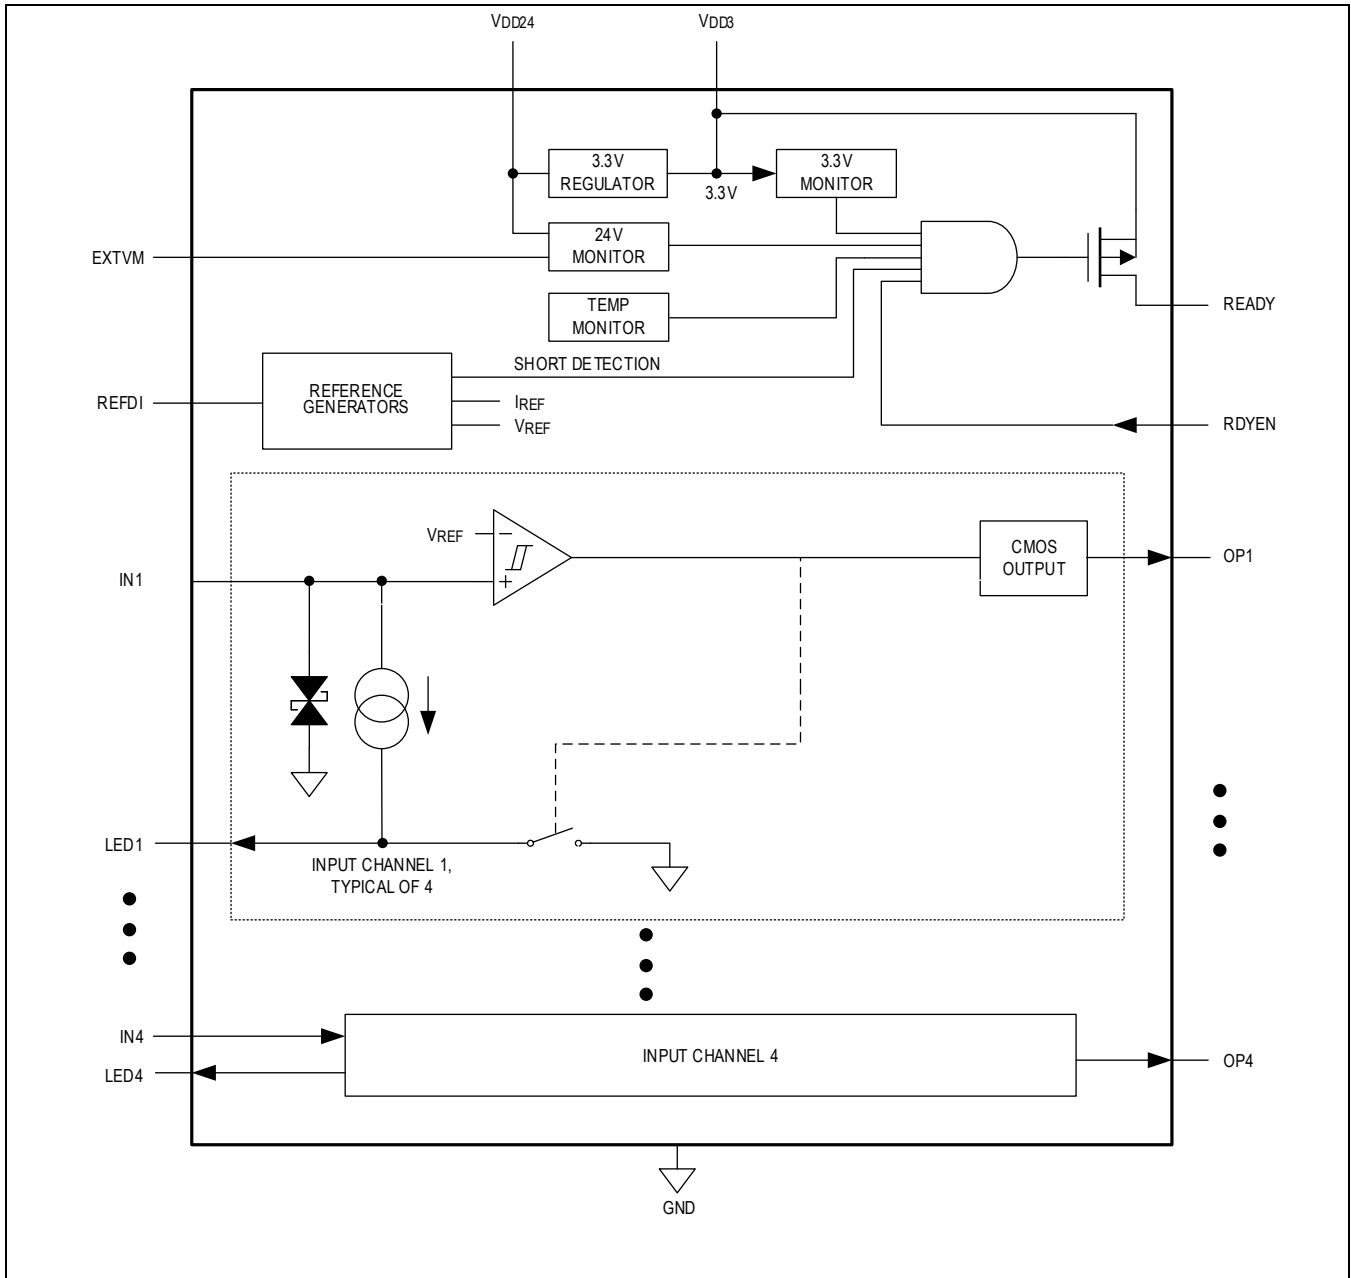 VDD24
VDD3
3.3V
REGULATOR
3.3V
3.3V
MONITOR
24V
MONITOR
EXTVM
TEMP
MONITOR
READY
SHORT DETECTION
REFERENCE
GENERATORS
REFDI
IREF
VREF
RDYEN
VREF
−
+
IN1
CMOS
OUTPUT
OP1
LED1
INPUT CHANNEL 1,
TYPICAL OF 4
IN4
LED4
INPUT CHANNEL 4
OP4
GND